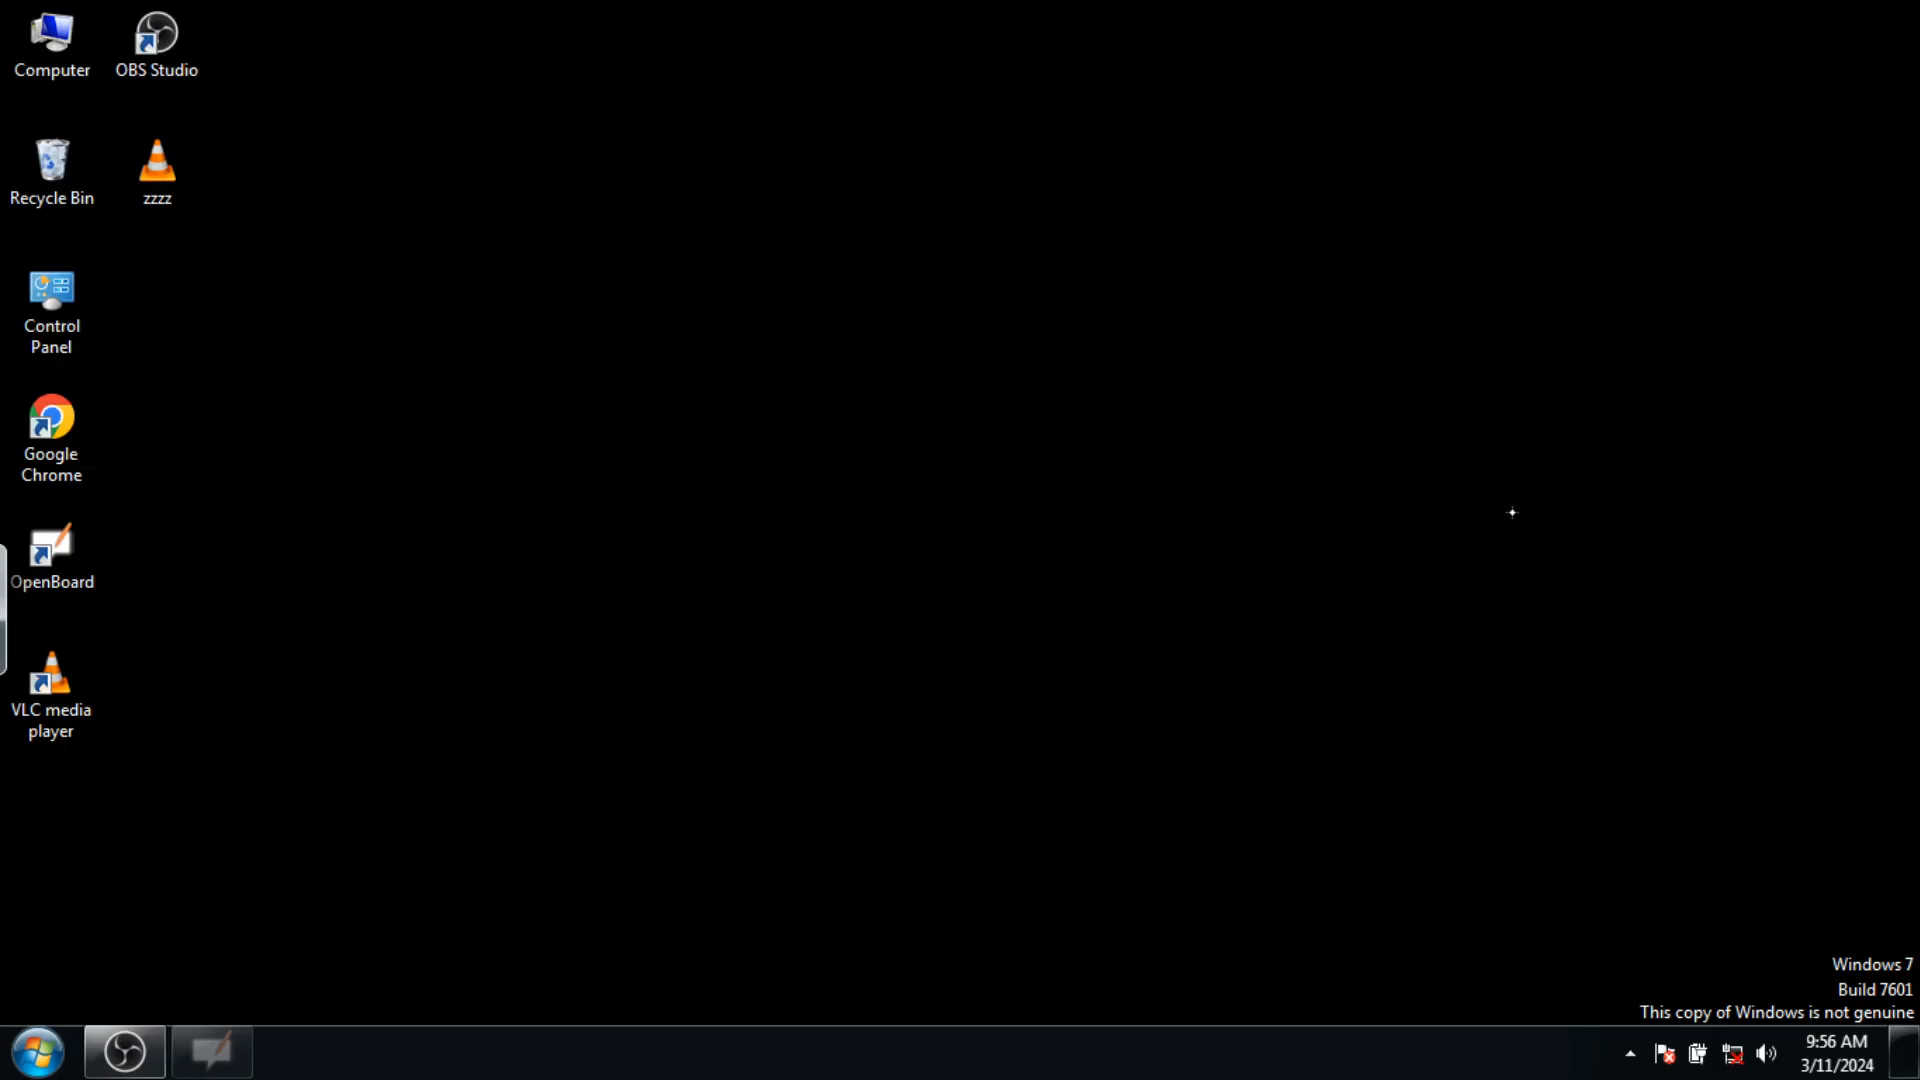 Computer
OBS Studio
Recycle Bin
zzzz
Control
Panel
Google
Chrome
OpenBoard
VLC media
player
Windows 7
Build 7601
This copy of Windows is not genuine
9:56 AM
3/11/2024